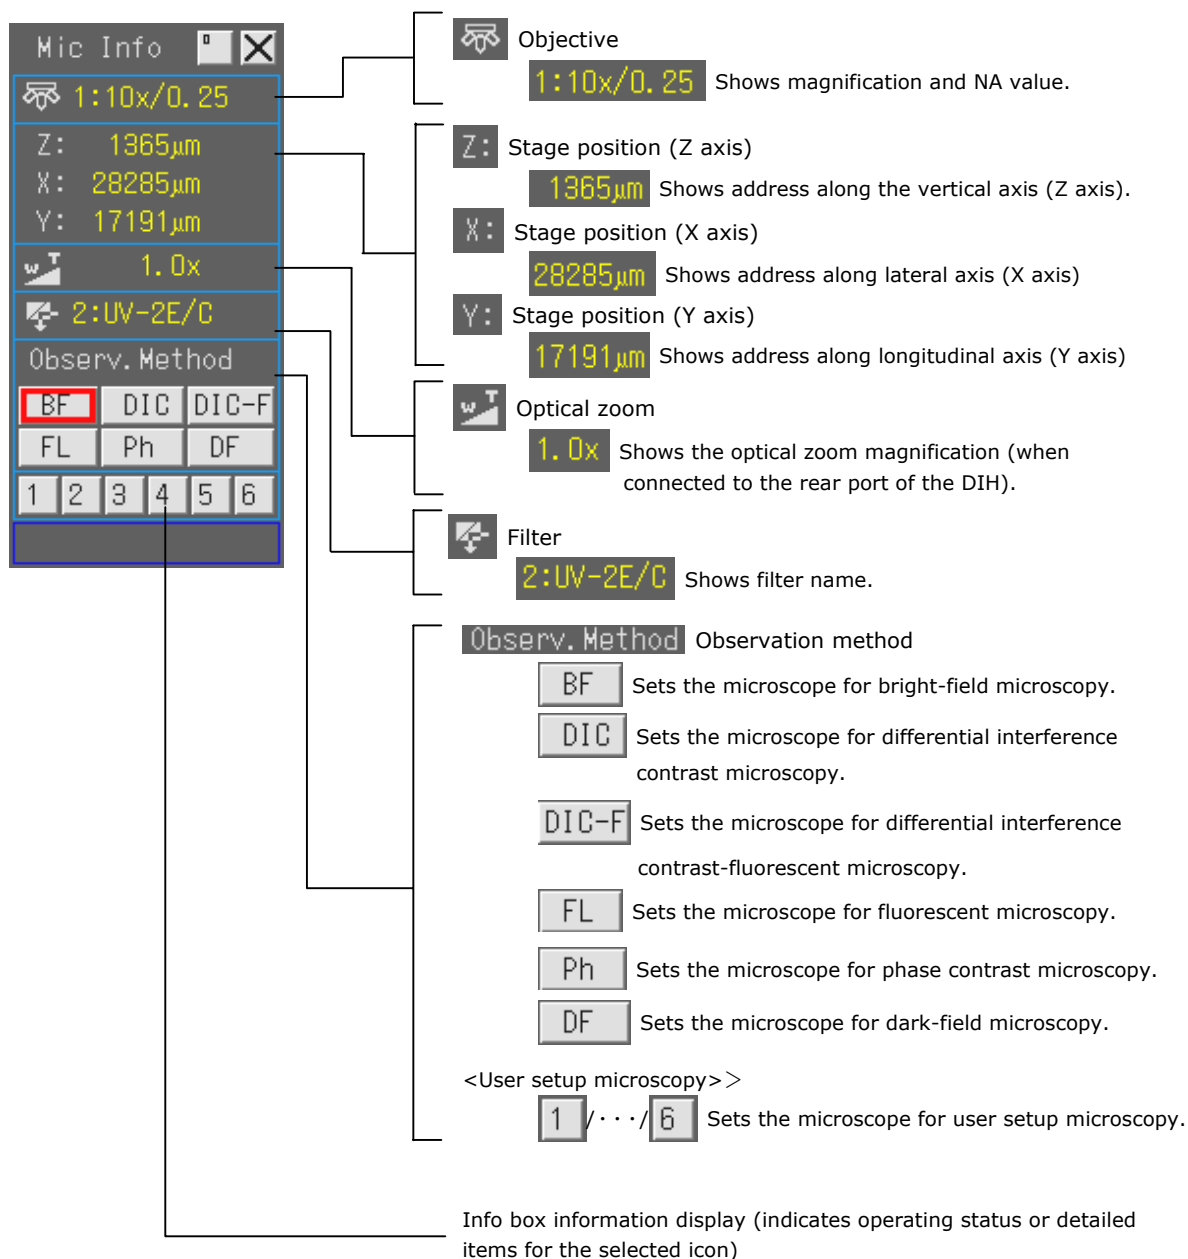 Mic Info
1:10x/0.25
Z: 1365µm
X: 28285µm
Y: 17191µm
W T 1.0x
2:UV-2E/C
Observ.Method
BF DIC DIC-F
FL Ph DF
1 2 3 4 5 6
Objective
1:10x/0.25 Shows magnification and NA value.
Z: Stage position (Z axis)
1365µm Shows address along the vertical axis (Z axis).
X: Stage position (X axis)
28285µm Shows address along lateral axis (X axis)
Y: Stage position (Y axis)
17191µm Shows address along longitudinal axis (Y axis)
W T Optical zoom
1.0x Shows the optical zoom magnification (when
connected to the rear port of the DIH).
Filter
2:UV-2E/C Shows filter name.
Observ.Method Observation method
BF Sets the microscope for bright-field microscopy.
DIC Sets the microscope for differential interference
contrast microscopy.
DIC-F Sets the microscope for differential interference
contrast-fluorescent microscopy.
FL Sets the microscope for fluorescent microscopy.
Ph Sets the microscope for phase contrast microscopy.
DF Sets the microscope for dark-field microscopy.
<User setup microscopy>＞
1 /･･･/ 6 Sets the microscope for user setup microscopy.
Info box information display (indicates operating status or detailed
items for the selected icon)